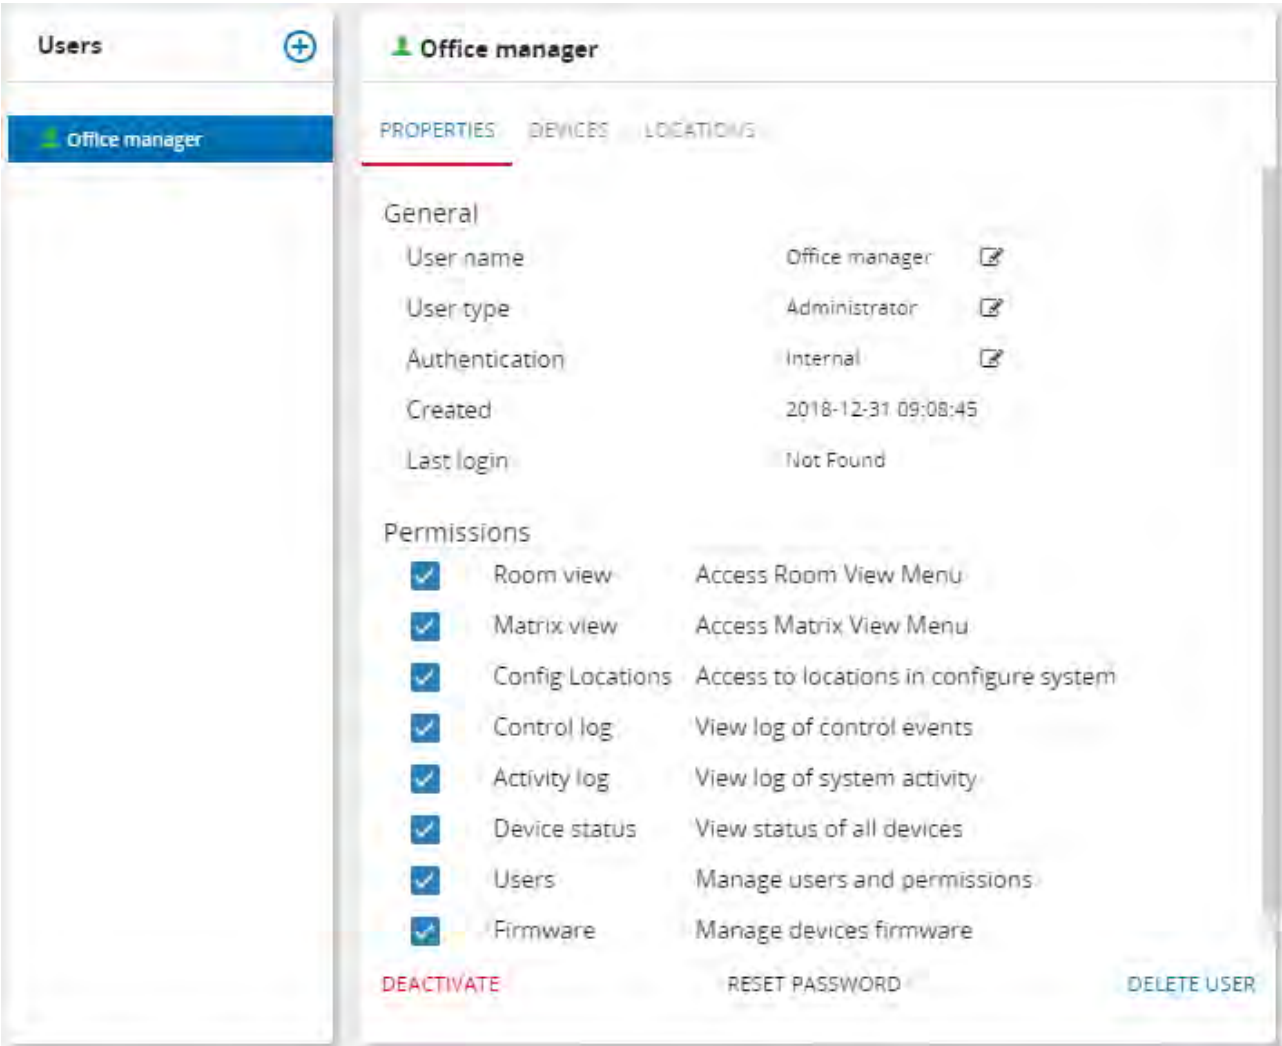 Users
Office manager
Office manager
PROPERTIES DEVICES LOCATIONS
General
User name Office manager
User type Administrator
Authentication Internal
Created 2018-12-31 09:08:45
Last login Not Found
Permissions
Room view Access Room View Menu
Matrix view Access Matrix View Menu
Config Locations Access to locations in configure system
Control log View log of control events
Activity log View log of system activity
Device status View status of all devices
Users Manage users and permissions
Firmware Manage devices firmware
DEACTIVATE RESET PASSWORD DELETE USER